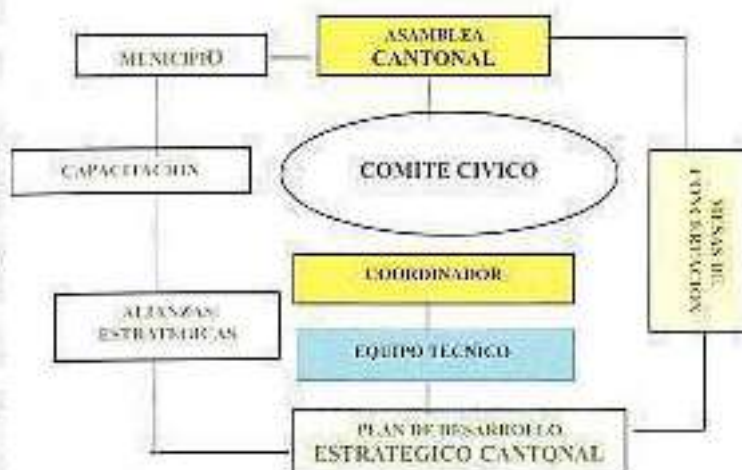 MUNICIPIO
ASAMBLEA
CANTONAL
CAPACITACION
COMITE CIVICO
MESAS DE
CONCERTACION
COORDINADOR
ALIANZAS
ESTRATEGICAS
EQUIPO TECNICO
PLAN DE DESARROLLO
ESTRATEGICO CANTONAL